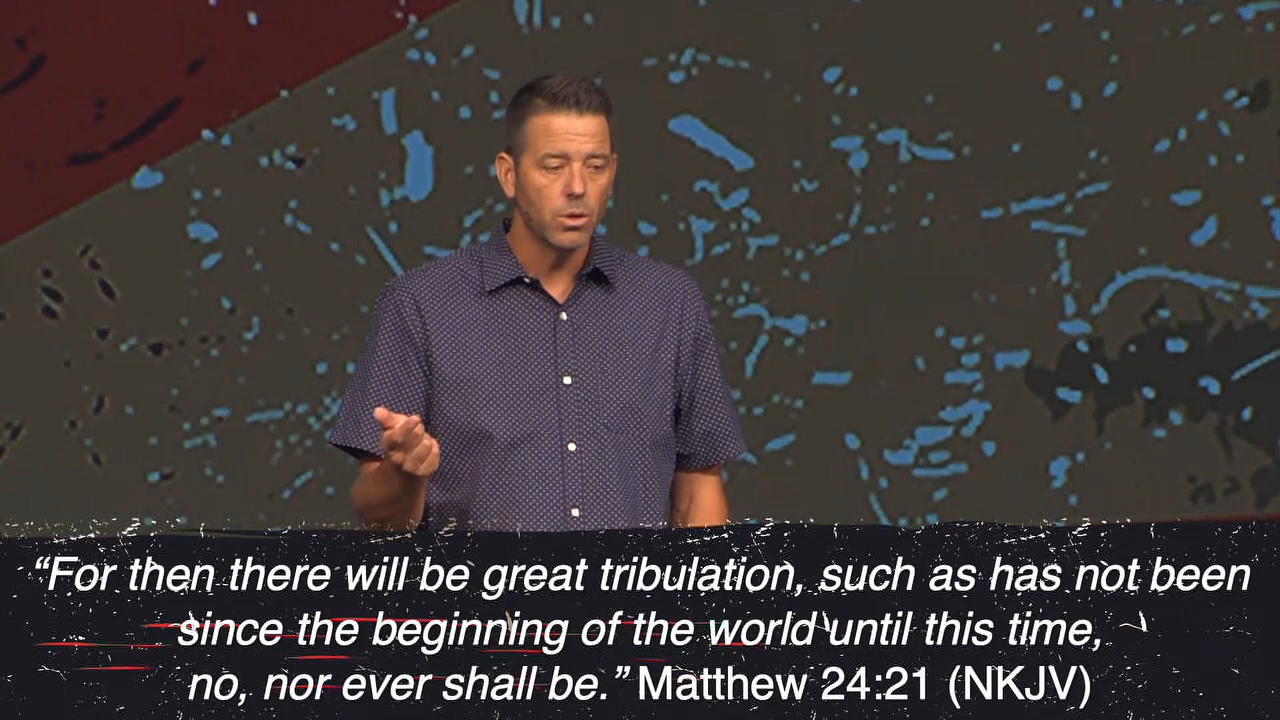 “For then there will be great tribulation, such as has not been
since the beginning of the world until this time,
no, nor ever shall be.” Matthew 24:21 (NKJV)